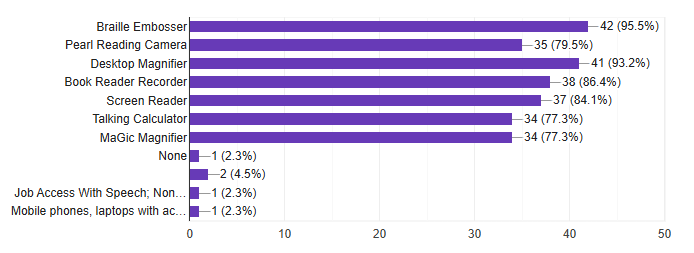 Braille Embosser 42 (95.5%)
Pearl Reading Camera 35 (79.5%)
Desktop Magnifier 41 (93.2%)
Book Reader Recorder 38 (86.4%)
Screen Reader 37 (84.1%)
Talking Calculator 34 (77.3%)
MaGic Magnifier 34 (77.3%)
None 1 (2.3%)
2 (4.5%)
Job Access With Speech; Non... 1 (2.3%)
Mobile phones, laptops with ac... 1 (2.3%)
0 10 20 30 40 50